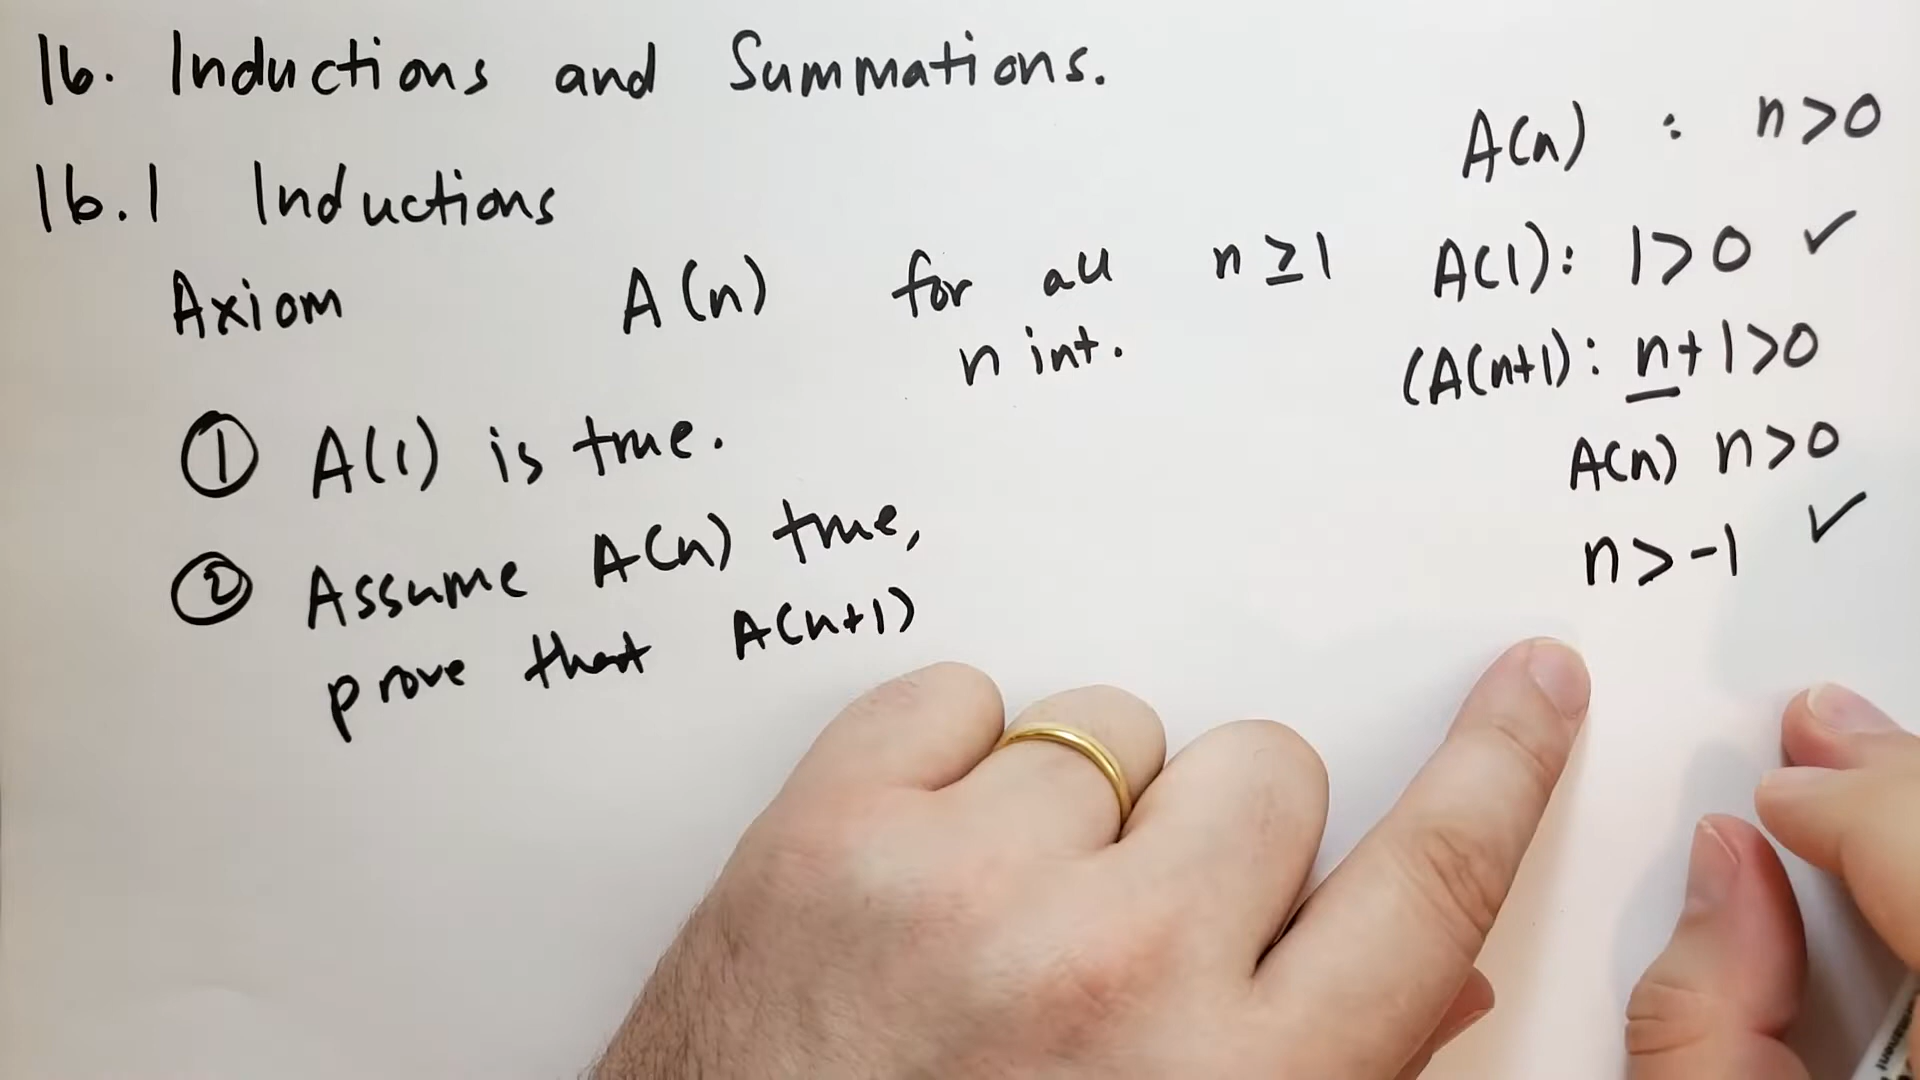 16. Inductions and Summations.
16.1 Inductions
Axiom A(n) for all n ≥ 1
n int.
① A(1) is true.
② Assume A(n) true,
prove that A(n+1)
A(n) : n>0
A(1): 1>0 ✓
(A(n+1): n+1>0
A(n) n>0
n>-1 ✓